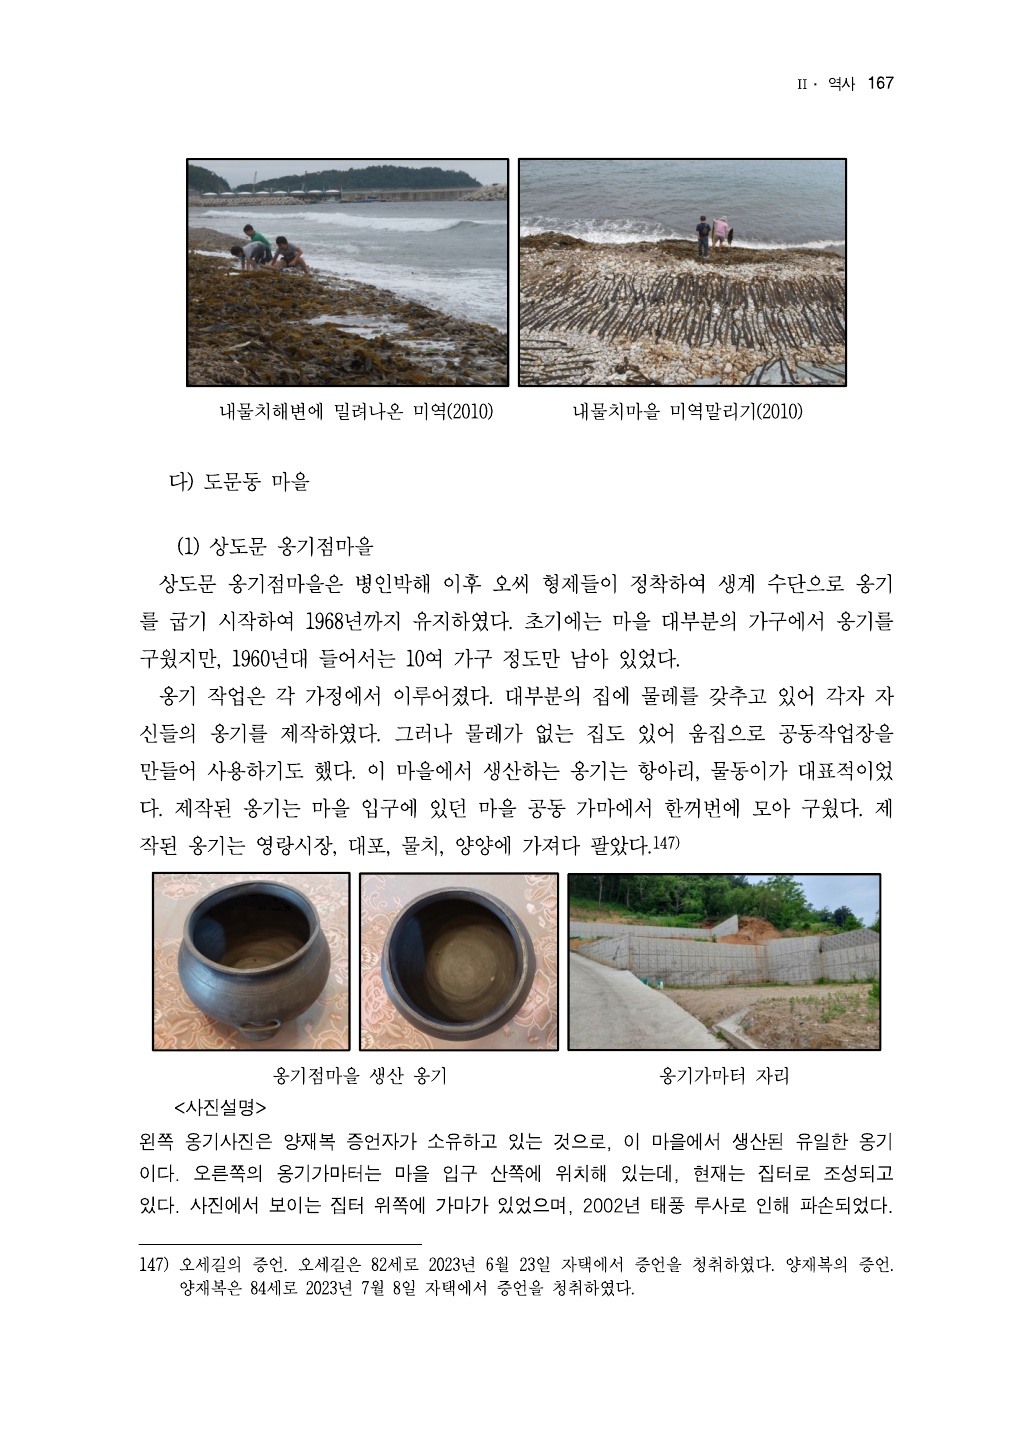 II · 역사 167
내물치해변에 밀려나온 미역(2010)
내물치마을 미역말리기(2010)
다) 도문동 마을
(1) 상도문 옹기점마을
상도문 옹기점마을은 병인박해 이후 오씨 형제들이 정착하여 생계 수단으로 옹기
를 굽기 시작하여 1968년까지 유지하였다. 초기에는 마을 대부분의 가구에서 옹기를
구웠지만, 1960년대 들어서는 10여 가구 정도만 남아 있었다.
옹기 작업은 각 가정에서 이루어졌다. 대부분의 집에 물레를 갖추고 있어 각자 자
신들의 옹기를 제작하였다. 그러나 물레가 없는 집도 있어 움집으로 공동작업장을
만들어 사용하기도 했다. 이 마을에서 생산하는 옹기는 항아리, 물동이가 대표적이었
다. 제작된 옹기는 마을 입구에 있던 마을 공동 가마에서 한꺼번에 모아 구웠다. 제
작된 옹기는 영랑시장, 대포, 물치, 양양에 가져다 팔았다.147)
옹기점마을 생산 옹기
옹기가마터 자리
<사진설명>
왼쪽 옹기사진은 양재복 증언자가 소유하고 있는 것으로, 이 마을에서 생산된 유일한 옹기
이다. 오른쪽의 옹기가마터는 마을 입구 산쪽에 위치해 있는데, 현재는 집터로 조성되고
있다. 사진에서 보이는 집터 위쪽에 가마가 있었으며, 2002년 태풍 루사로 인해 파손되었다.
147) 오세길의 증언. 오세길은 82세로 2023년 6월 23일 자택에서 증언을 청취하였다. 양재복의 증언.
양재복은 84세로 2023년 7월 8일 자택에서 증언을 청취하였다.